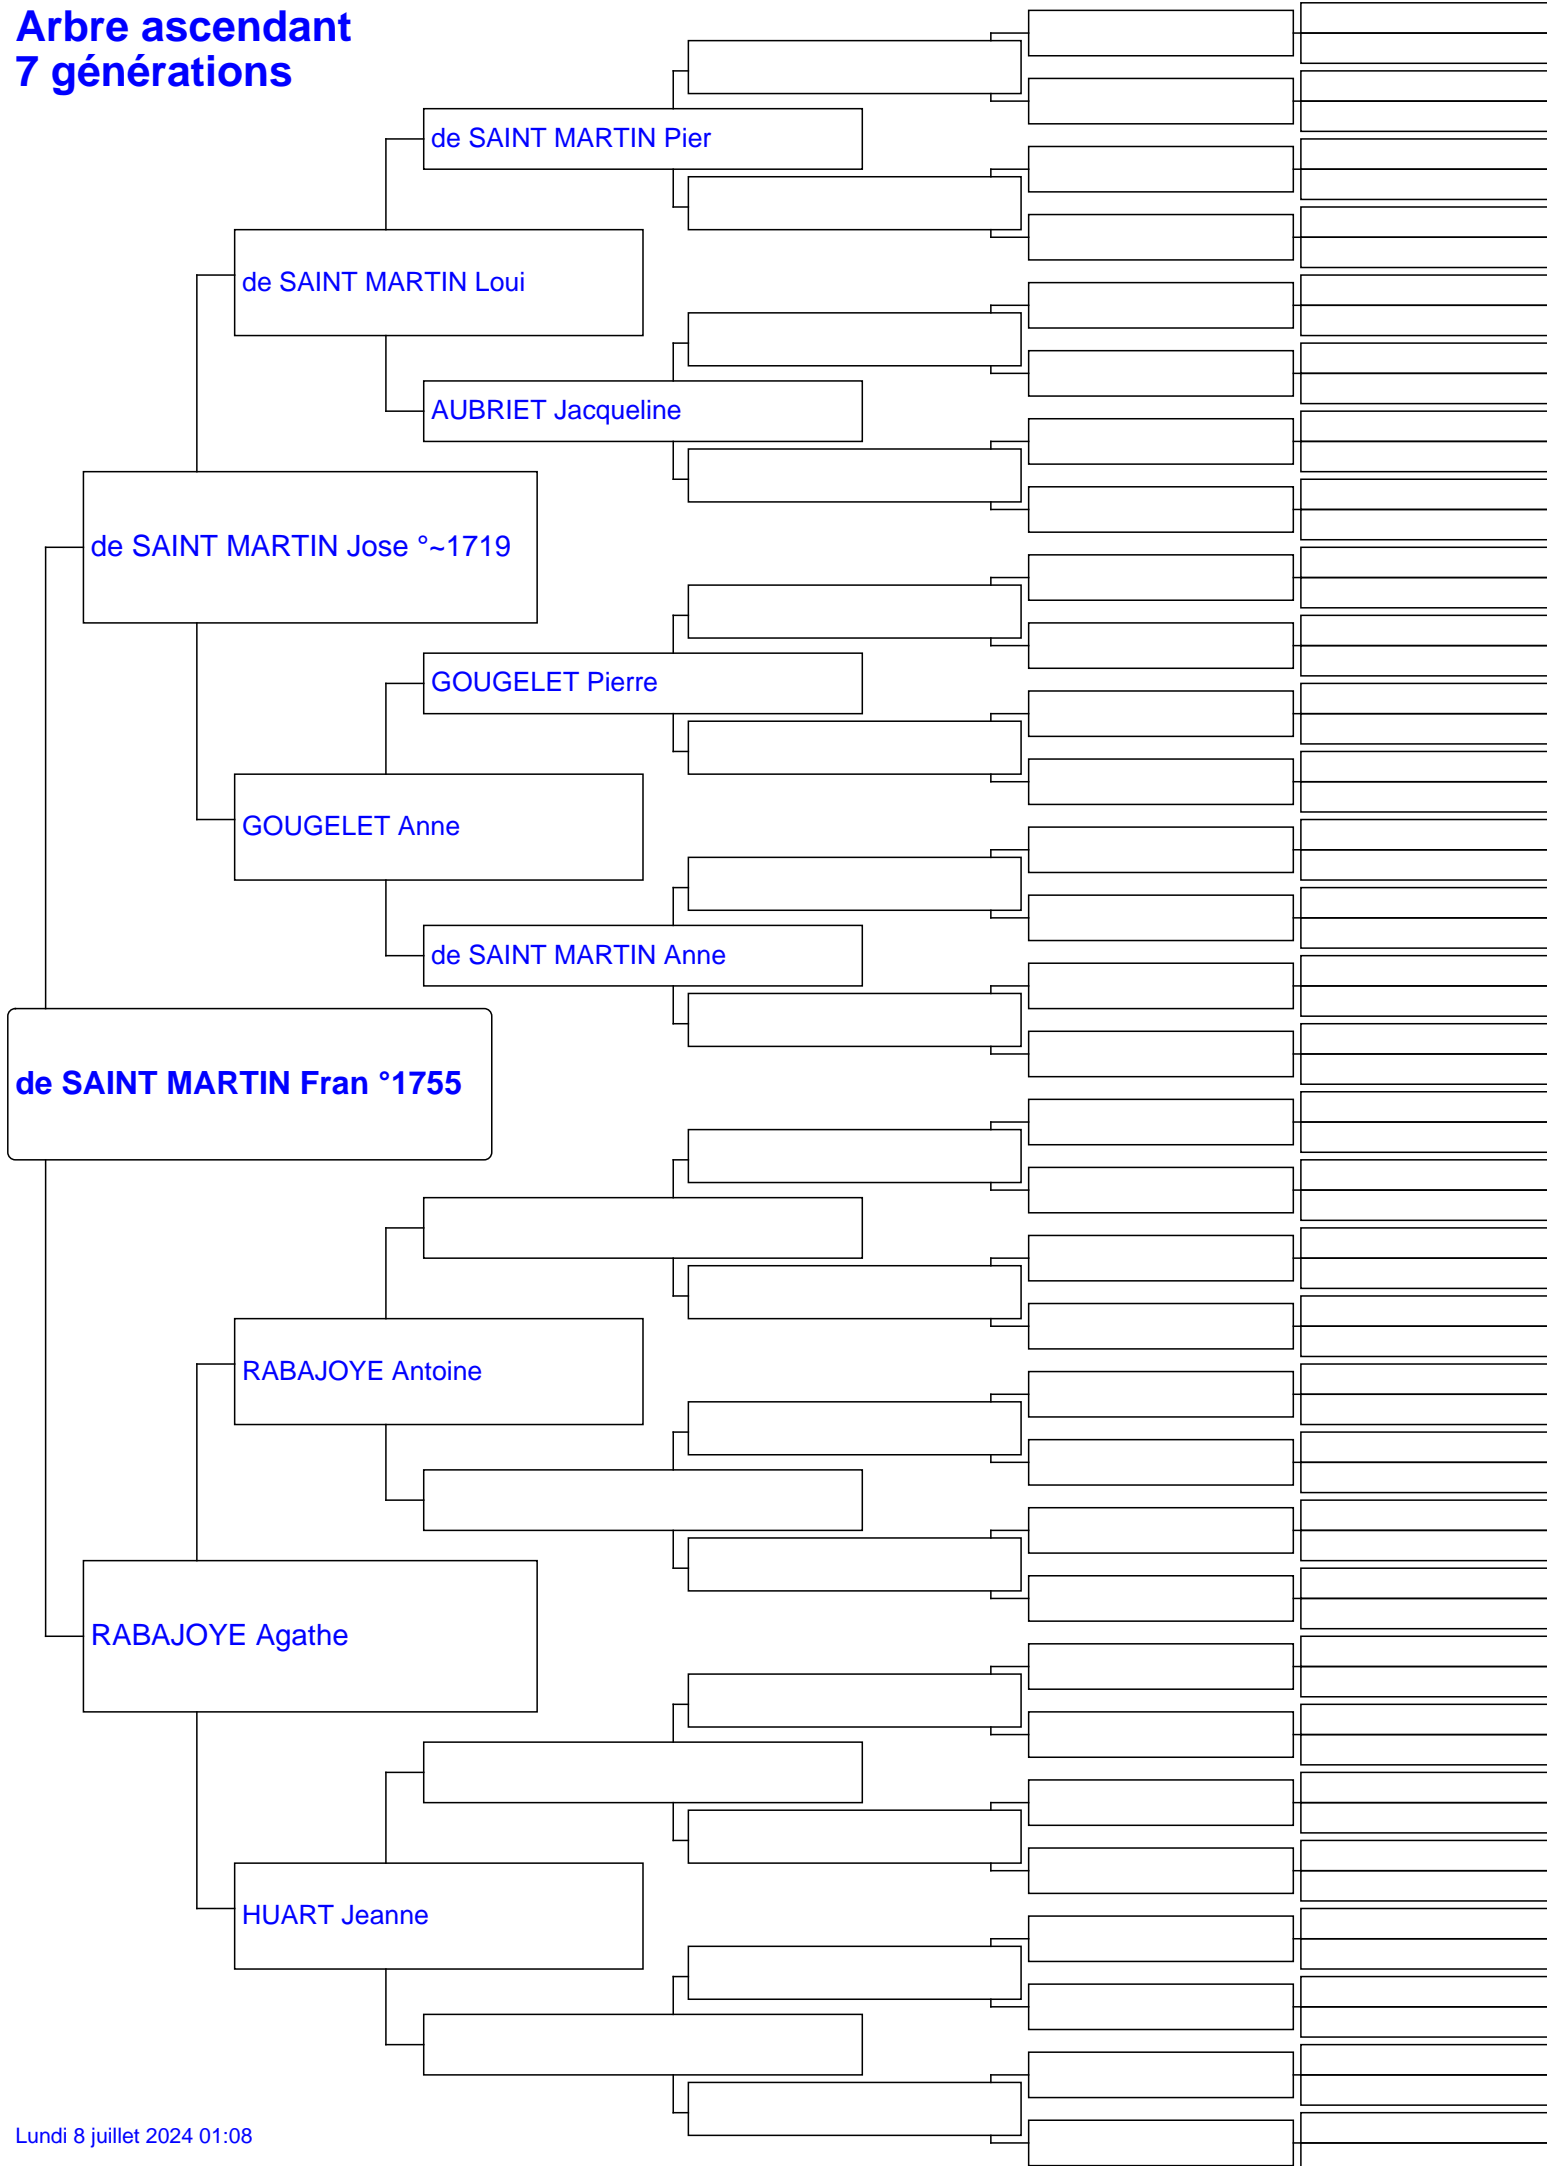 Arbre ascendant
7 générations
de SAINT MARTIN Pier
de SAINT MARTIN Loui
AUBRIET Jacqueline
de SAINT MARTIN Jose °~1719
GOUGELET Pierre
GOUGELET Anne
de SAINT MARTIN Anne
de SAINT MARTIN Fran °1755
RABAJOYE Antoine
RABAJOYE Agathe
HUART Jeanne
Lundi 8 juillet 2024 01:08